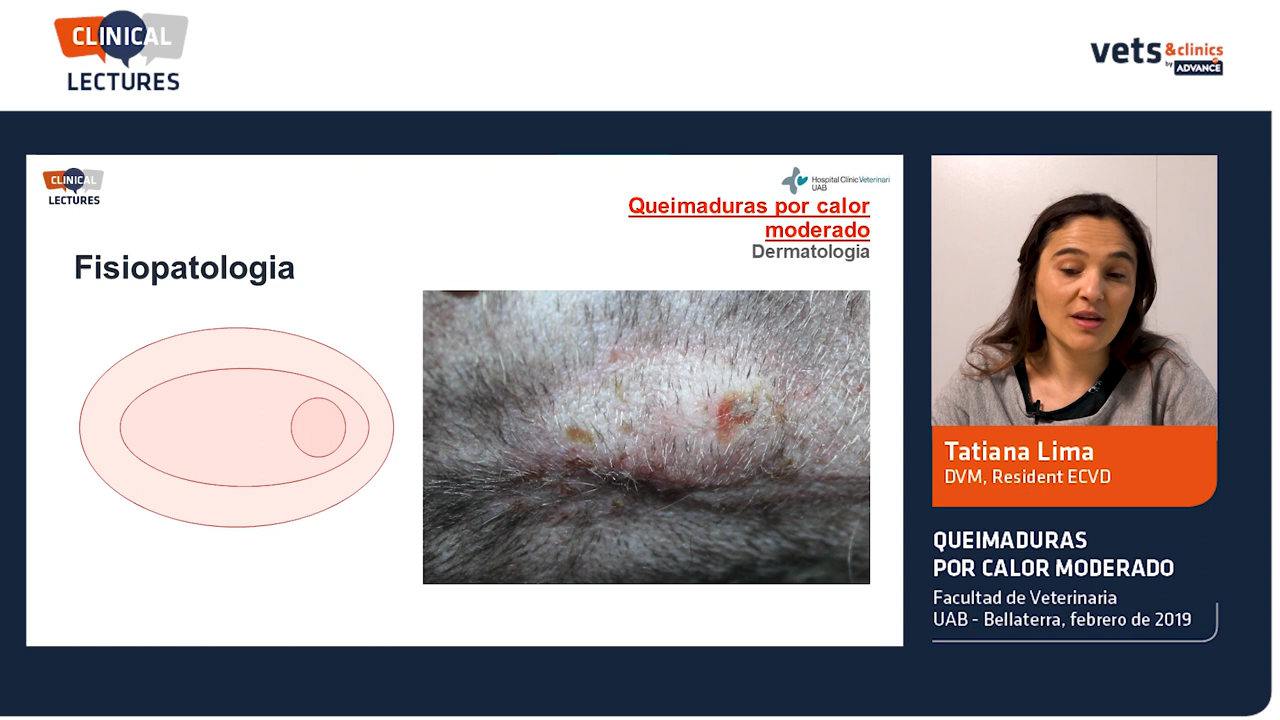 CLINICAL
LECTURES
vets &clinics
by ADVANCE
CLINICAL
LECTURES
Hospital Clínic Veterinari
UAB
Queimaduras por calor
moderado
Dermatologia
Fisiopatologia
Tatiana Lima
DVM, Resident ECVD
QUEIMADURAS
POR CALOR MODERADO
Facultad de Veterinaria
UAB - Bellaterra, febrero de 2019